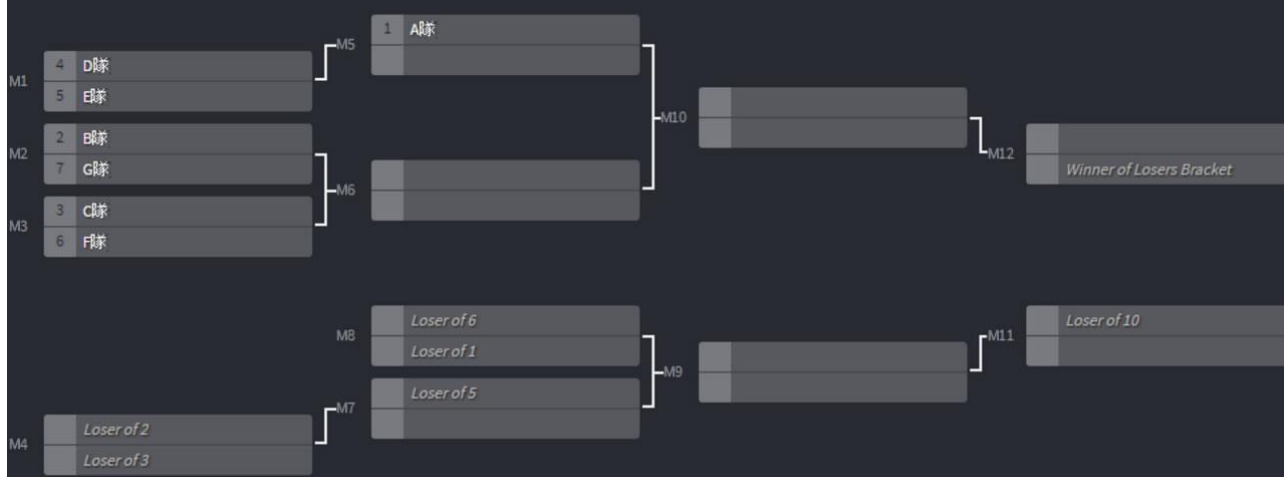 1 A隊
M5
4 D隊
M1
5 E隊
2 B隊
M10
M2
7 G隊
M12
Winner of Losers Bracket
M6
3 C隊
M3
6 F隊
Loser of 6
Loser of 10
M8
M11
Loser of 1
M9
Loser of 5
M7
Loser of 2
M4
Loser of 3